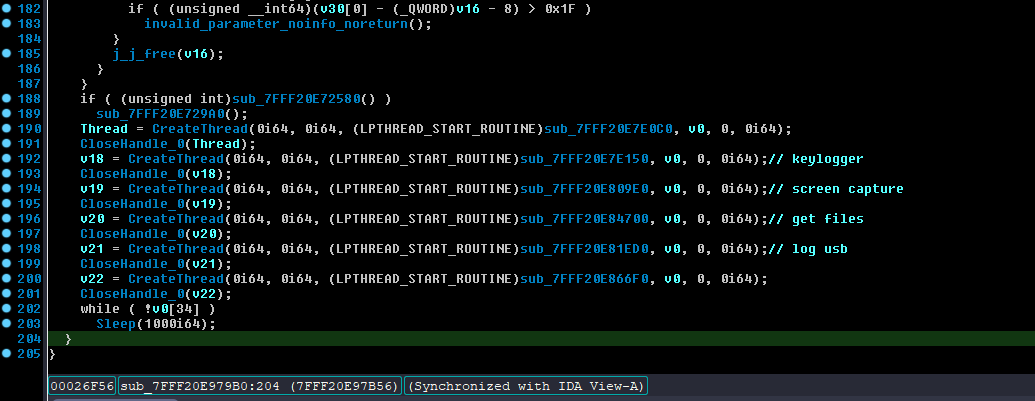 182 if ( (unsigned __int64)(v30[0] - (_QWORD)v16 - 8) > 0x1F )
183 invalid_parameter_noinfo_noreturn();
184 }
185 j_j_free(v16);
186 }
187 }
188 if ( (unsigned int)sub_7FFF20E72580() )
189 sub_7FFF20E729A0();
190 Thread = CreateThread(0i64, 0i64, (LPTHREAD_START_ROUTINE)sub_7FFF20E7E0C0, v0, 0, 0i64);
191 CloseHandle_0(Thread);
192 v18 = CreateThread(0i64, 0i64, (LPTHREAD_START_ROUTINE)sub_7FFF20E7E150, v0, 0, 0i64);// keylogger
193 CloseHandle_0(v18);
194 v19 = CreateThread(0i64, 0i64, (LPTHREAD_START_ROUTINE)sub_7FFF20E809E0, v0, 0, 0i64);// screen capture
195 CloseHandle_0(v19);
196 v20 = CreateThread(0i64, 0i64, (LPTHREAD_START_ROUTINE)sub_7FFF20E84700, v0, 0, 0i64);// get files
197 CloseHandle_0(v20);
198 v21 = CreateThread(0i64, 0i64, (LPTHREAD_START_ROUTINE)sub_7FFF20E81ED0, v0, 0, 0i64);// log usb
199 CloseHandle_0(v21);
200 v22 = CreateThread(0i64, 0i64, (LPTHREAD_START_ROUTINE)sub_7FFF20E866F0, v0, 0, 0i64);
201 CloseHandle_0(v22);
202 while ( !v0[34] )
203 Sleep(1000i64);
204 }
205 }
00026F56 sub_7FFF20E979B0:204 (7FFF20E97B56) (Synchronized with IDA View-A)